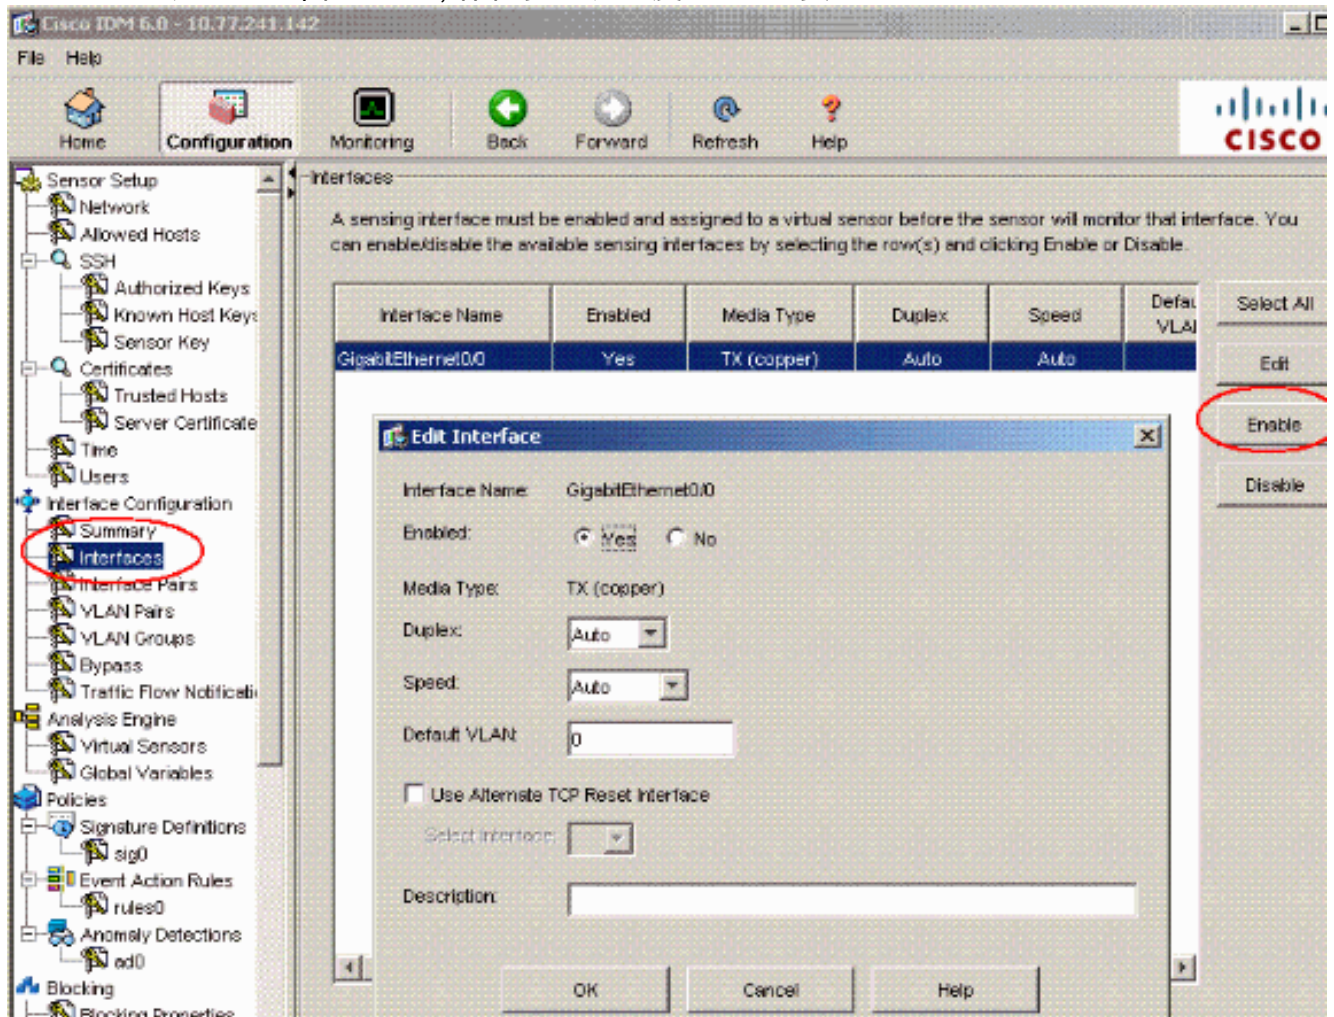 Cisco IDM 6.0 - 10.77.241.142
File Help
Home Configuration Monitoring Back Forward Refresh Help
CISCO
Sensor Setup
Network
Allowed Hosts
SSH
Authorized Keys
Known Host Keys
Sensor Key
Certificates
Trusted Hosts
Server Certificate
Time
Users
Interface Configuration
Summary
Interfaces
Interface Pairs
VLAN Pairs
VLAN Groups
Bypass
Traffic Flow Notificati
Analysis Engine
Virtual Sensors
Global Variables
Policies
Signature Definitions
sig0
Event Action Rules
rules0
Anomaly Detections
ad0
Blocking
Blocking Properties
Interfaces
A sensing interface must be enabled and assigned to a virtual sensor before the sensor will monitor that interface. You
can enable/disable the available sensing interfaces by selecting the row(s) and clicking Enable or Disable.
Interface Name Enabled Media Type Duplex Speed Defau
VLA
GigabitEthernet0/0 Yes TX (copper) Auto Auto
Select All
Edit
Enable
Disable
Edit Interface
Interface Name: GigabitEthernet0/0
Enabled: Yes No
Media Type: TX (copper)
Duplex: Auto
Speed: Auto
Default VLAN: 0
Use Alternate TCP Reset Interface
Select Interface:
Description:
OK Cancel Help